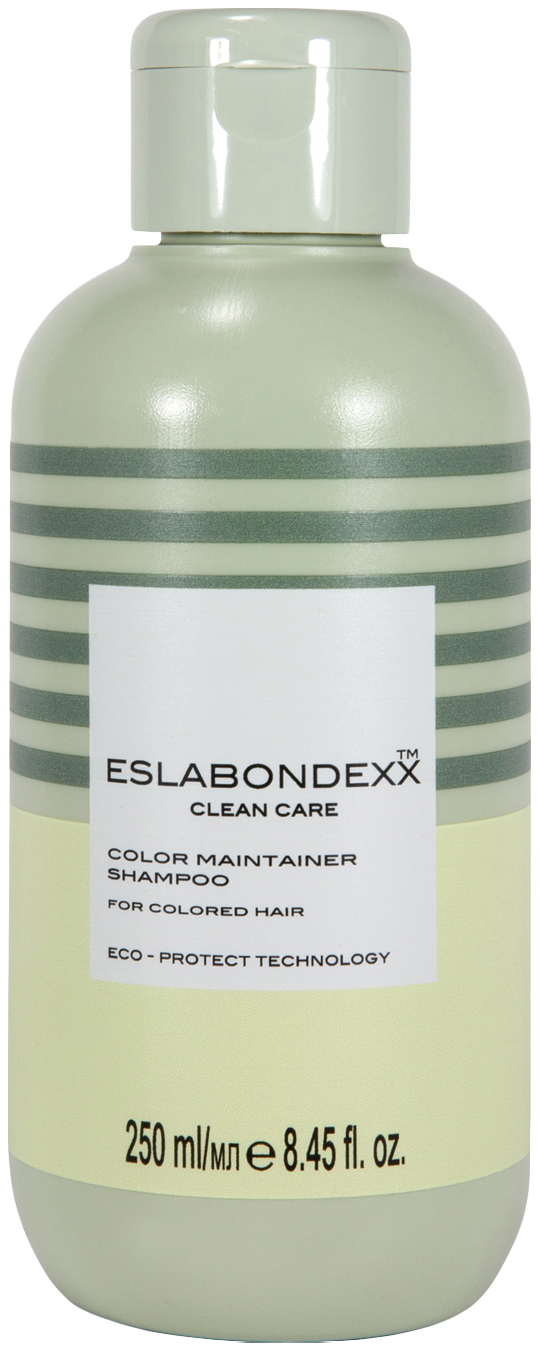 ESLABONDEXX™
CLEAN CARE
COLOR MAINTAINER
SHAMPOO
FOR COLORED HAIR
ECO - PROTECT TECHNOLOGY
250 ml/мл ℮ 8.45 fl. oz.